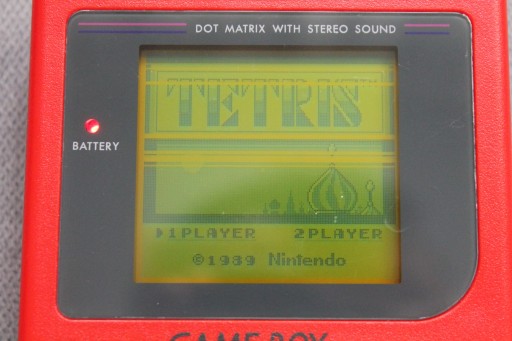 DOT MATRIX WITH STEREO SOUND
BATTERY
TETRIS
1PLAYER 2PLAYER
©1989 Nintendo
GAME BOY